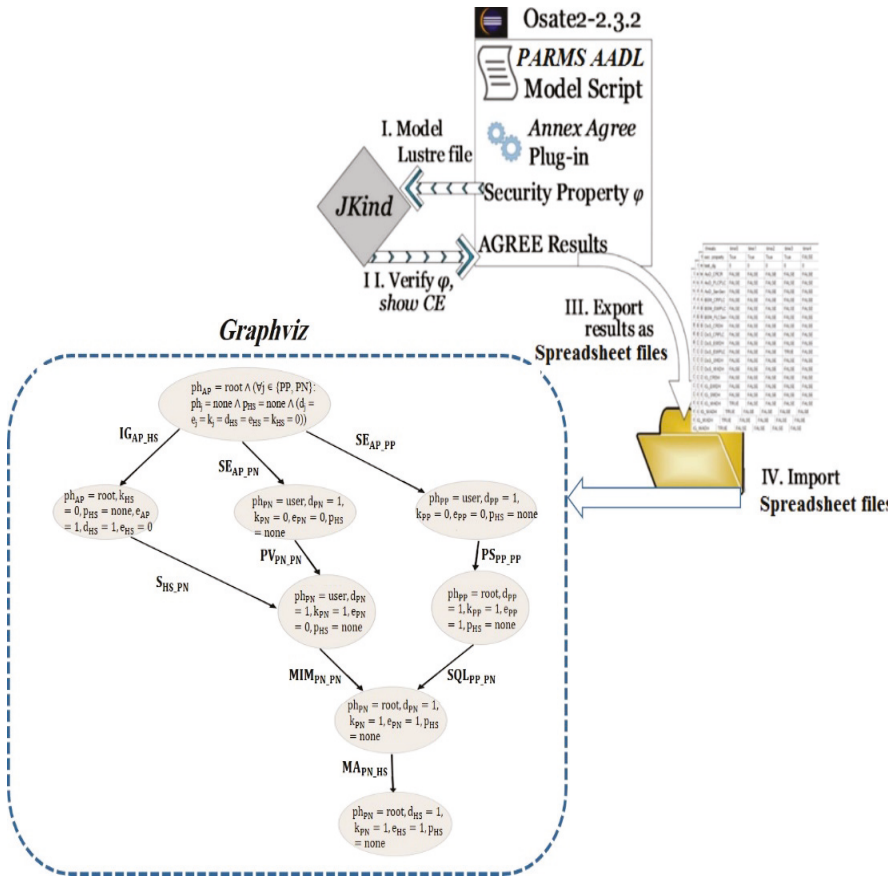 Osate2-2.3.2
PARMS AADL
Model Script
Annex Agree
Plug-in
Security Property φ
AGREE Results
I. Model
Lustre file
JKind
I I. Verify φ,
show CE
III. Export
results as
Spreadsheet files
IV. Import
Spreadsheet files
Graphviz
ph_AP = root ∧ (∀j ∈ {PP, PN}:
ph_j = none ∧ p_HS = none ∧ (d_j =
e_j = k_j = d_HS = e_HS = k_HS = 0))
IG_AP_HS
SE_AP_PN
SE_AP_PP
ph_AP = root, k_HS
= 0, p_HS = none, e_AP
= 1, d_HS = 1, e_HS = 0
ph_PN = user, d_PN = 1,
k_PN = 0, e_PN = 0, p_HS
= none
ph_PP = user, d_PP = 1,
k_PP = 0, e_PP = 0, p_HS = none
S_HS_PN
PV_PN_PN
PS_PP_PP
ph_PN = user, d_PN
= 1, k_PN = 1, e_PN
= 0, p_HS = none
ph_PP = root, d_PP
= 1, k_PP = 1, e_PP
= 1, p_HS = none
MIM_PN_PN
SQL_PP_PN
ph_PN = root, d_PN = 1,
k_PN = 1, e_PN = 1, p_HS
= none
MA_PN_HS
ph_PN = root, d_HS = 1,
k_PN = 1, e_HS = 1, p_HS
= none